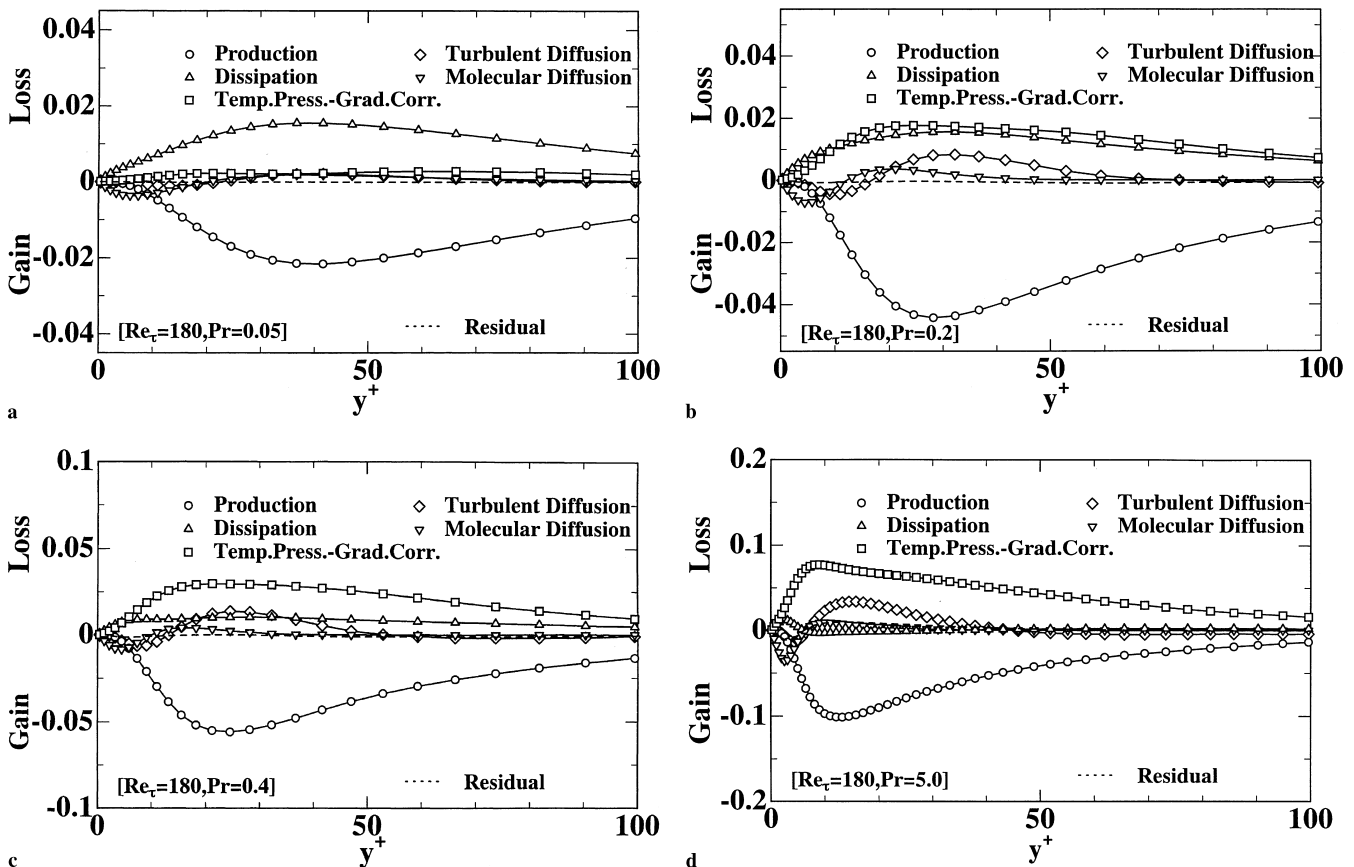 0.04
Production
Turbulent Diffusion
Dissipation
Molecular Diffusion
Temp.Press.-Grad.Corr.
Loss
0.02
0
Gain
-0.02
-0.04
[Reτ=180,Pr=0.05]
Residual
0
50
100
y+
a
0.04
Production
Turbulent Diffusion
Dissipation
Molecular Diffusion
Temp.Press.-Grad.Corr.
Loss
0.02
0
Gain
-0.02
-0.04
[Reτ=180,Pr=0.2]
Residual
0
50
100
y+
b
0.1
Production
Turbulent Diffusion
Dissipation
Molecular Diffusion
Temp.Press.-Grad.Corr.
Loss
0.05
0
Gain
-0.05
-0.1
[Reτ=180,Pr=0.4]
Residual
0
50
100
y+
c
0.2
Production
Turbulent Diffusion
Dissipation
Molecular Diffusion
Temp.Press.-Grad.Corr.
Loss
0.1
0
Gain
-0.1
-0.2
[Reτ=180,Pr=5.0]
Residual
0
50
100
y+
d